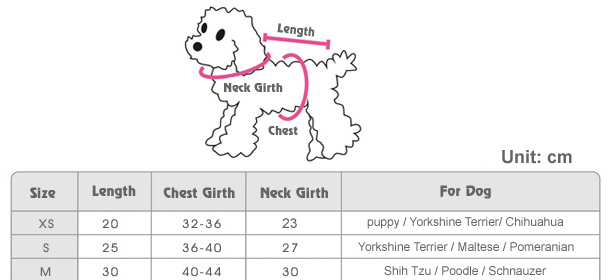 Length
Neck Girth
Chest
Unit: cm
Size Length Chest Girth Neck Girth For Dog
XS 20 32-36 23 puppy / Yorkshine Terrier/ Chihuahua
S 25 36-40 27 Yorkshine Terrier / Maltese / Pomeranian
M 30 40-44 30 Shih Tzu / Poodle / Schnauzer